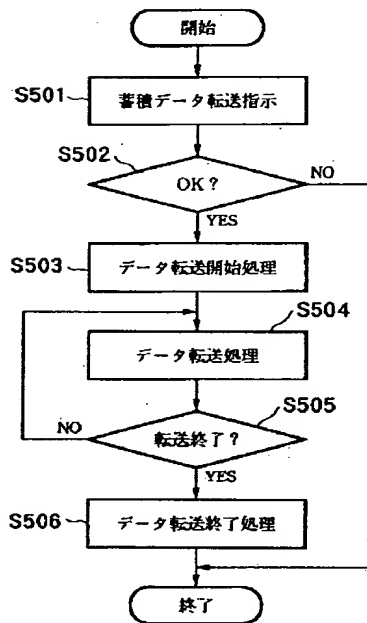 開始
S501
蓄積データ転送指示
S502
OK?
NO
YES
S503
データ転送開始処理
S504
データ転送処理
S505
転送終了?
NO
YES
S506
データ転送終了処理
終了